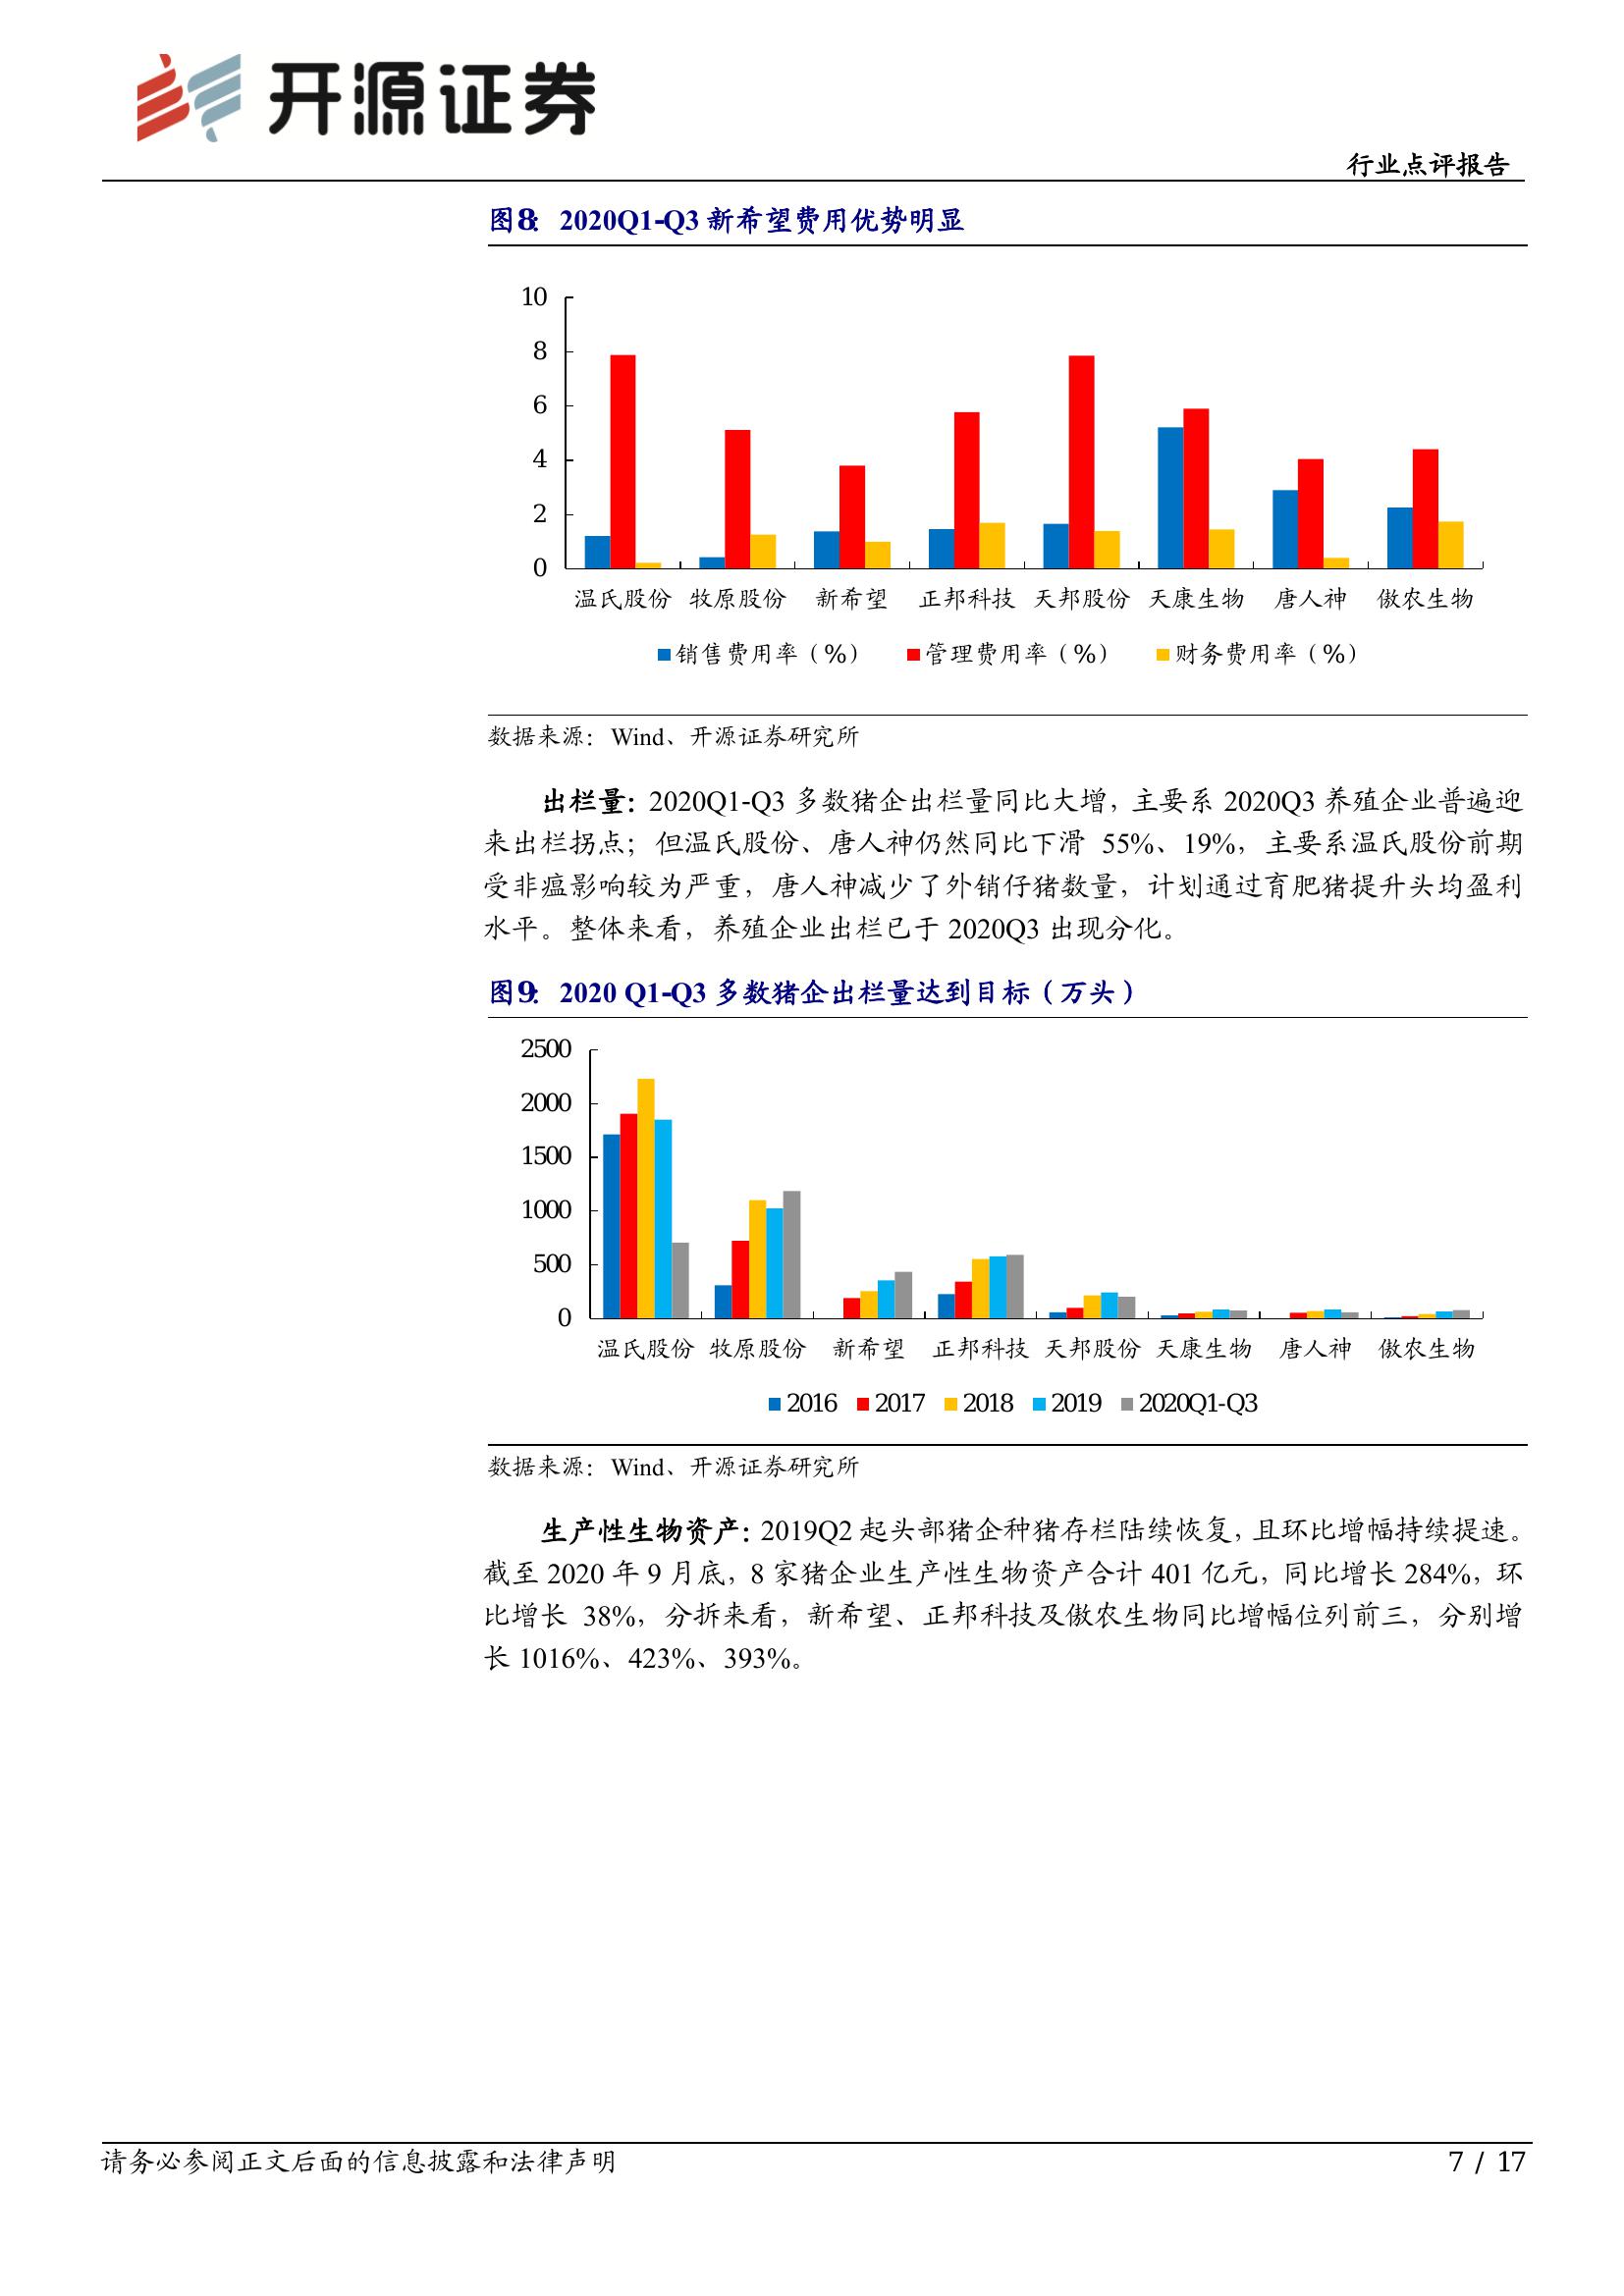 开源证券
行业点评报告
图8： 2020Q1-Q3 新希望费用优势明显
10
8
6
4
2
0
温氏股份 牧原股份 新希望 正邦科技 天邦股份 天康生物 唐人神 傲农生物
销售费用率（%） 管理费用率（%） 财务费用率（%）
数据来源：Wind、开源证券研究所
出栏量：2020Q1-Q3 多数猪企出栏量同比大增，主要系 2020Q3 养殖企业普遍迎
来出栏拐点；但温氏股份、唐人神仍然同比下滑 55%、19%，主要系温氏股份前期
受非瘟影响较为严重，唐人神减少了外销仔猪数量，计划通过育肥猪提升头均盈利
水平。整体来看，养殖企业出栏已于 2020Q3 出现分化。
图9： 2020 Q1-Q3 多数猪企出栏量达到目标（万头）
2500
2000
1500
1000
500
0
温氏股份 牧原股份 新希望 正邦科技 天邦股份 天康生物 唐人神 傲农生物
2016 2017 2018 2019 2020Q1-Q3
数据来源：Wind、开源证券研究所
生产性生物资产：2019Q2 起头部猪企种猪存栏陆续恢复，且环比增幅持续提速。
截至 2020 年 9 月底，8 家猪企业生产性生物资产合计 401 亿元，同比增长 284%，环
比增长 38%，分拆来看，新希望、正邦科技及傲农生物同比增幅位列前三，分别增
长 1016%、423%、393%。
请务必参阅正文后面的信息披露和法律声明
7 / 17